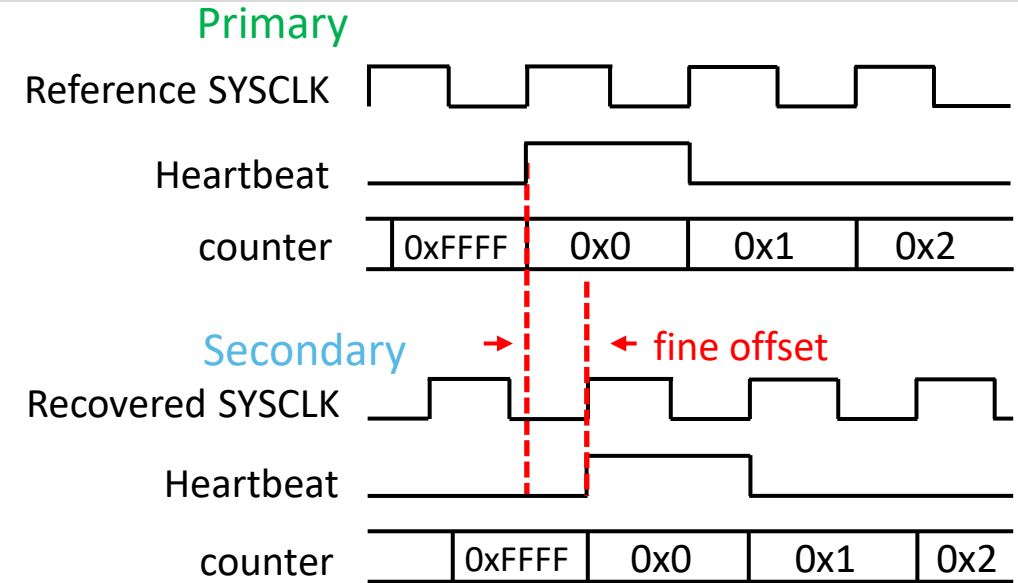 Primary
Reference SYSCLK
Heartbeat
counter 0xFFFF 0x0 0x1 0x2
Secondary fine offset
Recovered SYSCLK
Heartbeat
counter 0xFFFF 0x0 0x1 0x2